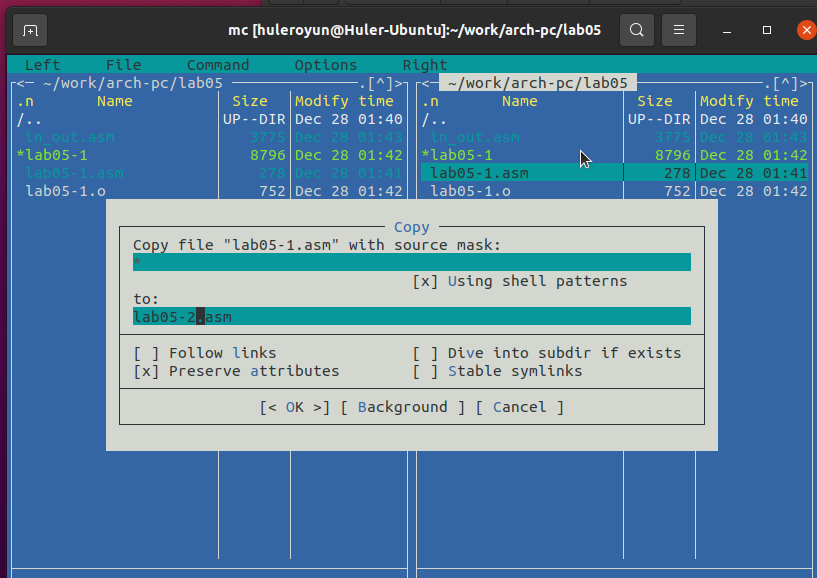 mc [huleroyun@Huler-Ubuntu]:~/work/arch-pc/lab05
Left File Command Options Right
<- ~/work/arch-pc/lab05 .[^]>
.n Name Size Modify time
/.. UP--DIR Dec 28 01:40
in_out.asm 3775 Dec 28 01:43
*lab05-1 8796 Dec 28 01:42
lab05-1.asm 278 Dec 28 01:41
lab05-1.o 752 Dec 28 01:42
<- ~/work/arch-pc/lab05 .[^]>
.n Name Size Modify time
/.. UP--DIR Dec 28 01:40
in_out.asm 3775 Dec 28 01:43
*lab05-1 8796 Dec 28 01:42
lab05-1.asm 278 Dec 28 01:41
lab05-1.o 752 Dec 28 01:42
Copy
Copy file "lab05-1.asm" with source mask:
*
[x] Using shell patterns
to:
lab05-2.asm
[ ] Follow links [ ] Dive into subdir if exists
[x] Preserve attributes [ ] Stable symlinks
[< OK >] [ Background ] [ Cancel ]